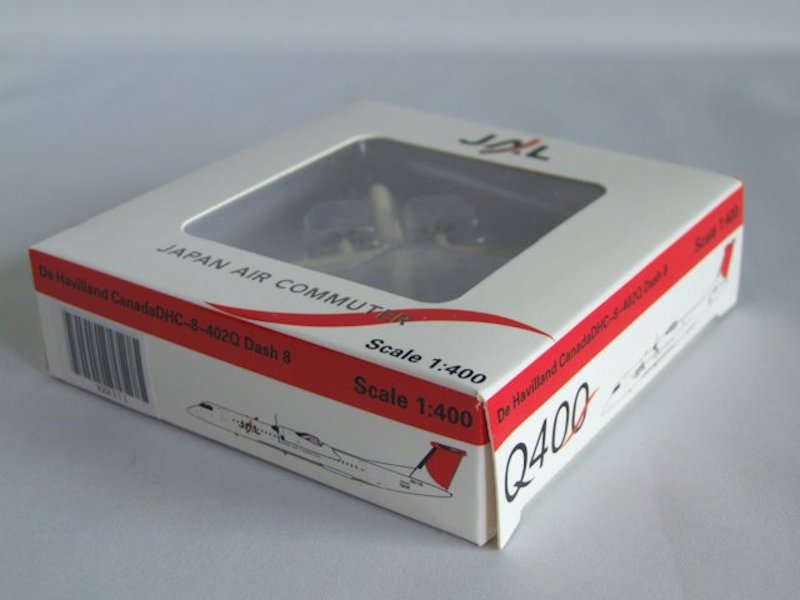 JAL
JAPAN AIR COMMUTER
Scale 1:400
De Havilland CanadaDHC-8-402Q Dash 8
Scale 1:400
JAL
De Havilland CanadaDHC-8-402Q Dash 8
Scale 1:400
Q400